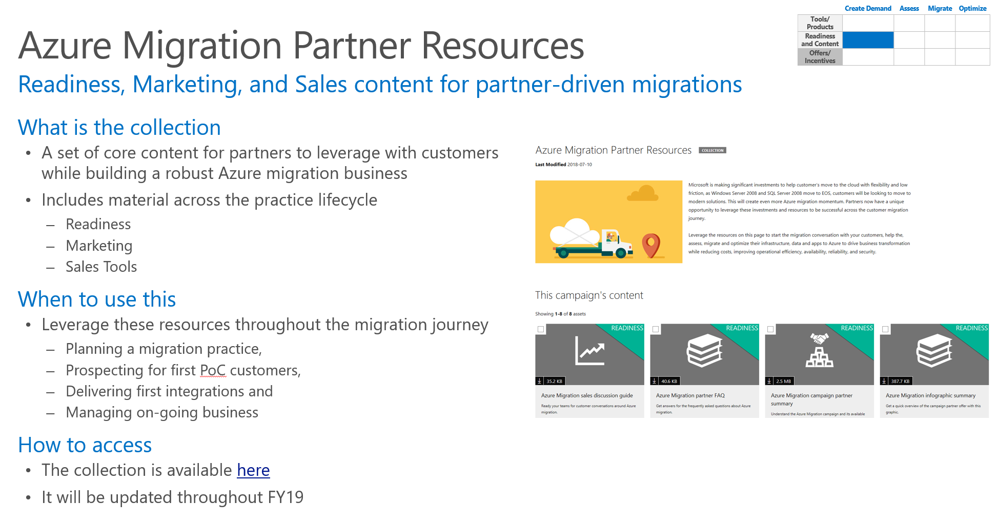 Create Demand Assess Migrate Optimize
Tools/
Products
Readiness
and Content
Offers/
Incentives
Azure Migration Partner Resources
Readiness, Marketing, and Sales content for partner-driven migrations
What is the collection
• A set of core content for partners to leverage with customers
while building a robust Azure migration business
• Includes material across the practice lifecycle
– Readiness
– Marketing
– Sales Tools
When to use this
• Leverage these resources throughout the migration journey
– Planning a migration practice,
– Prospecting for first PoC customers,
– Delivering first integrations and
– Managing on-going business
How to access
• The collection is available here
• It will be updated throughout FY19
Azure Migration Partner Resources COLLECTION
Last Modified 2018-07-10
Microsoft is making significant investments to help customer's move to the cloud with flexibility and low
friction, as Windows Server 2008 and SQL Server 2008 move to EOS, customers will be looking to move to
modern solutions. This will create even more Azure migration momentum. Partners now have a unique
opportunity to leverage these investments and resources to be successful across the customer migration
journey.
Leverage the resources on this page to start the migration conversation with your customers, help the,
assess, migrate and optimize their infrastructure, data and apps to Azure to drive business transformation
while reducing costs, improving operational efficiency, availability, reliability, and security.
This campaign's content
Showing 1-8 of 8 assets
READINESS
35.2 KB
Azure Migration sales discussion guide
Ready your teams for customer conversations around Azure
migration.
READINESS
40.6 KB
Azure Migration partner FAQ
Get answers for the frequently asked questions about Azure
migration.
READINESS
2.5 MB
Azure Migration campaign partner
summary
Understand the Azure Migration campaign and its available
READINESS
387.7 KB
Azure Migration infographic summary
Get a quick overview of the campaign partner offer with this
graphic.